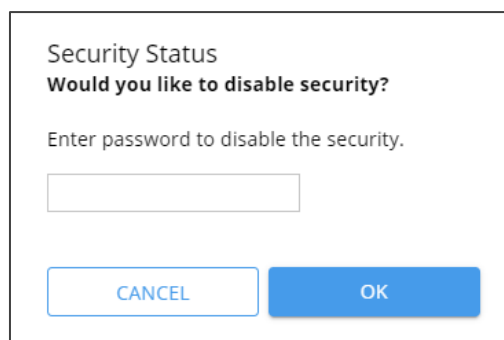 Security Status
Would you like to disable security?
Enter password to disable the security.
CANCEL
OK